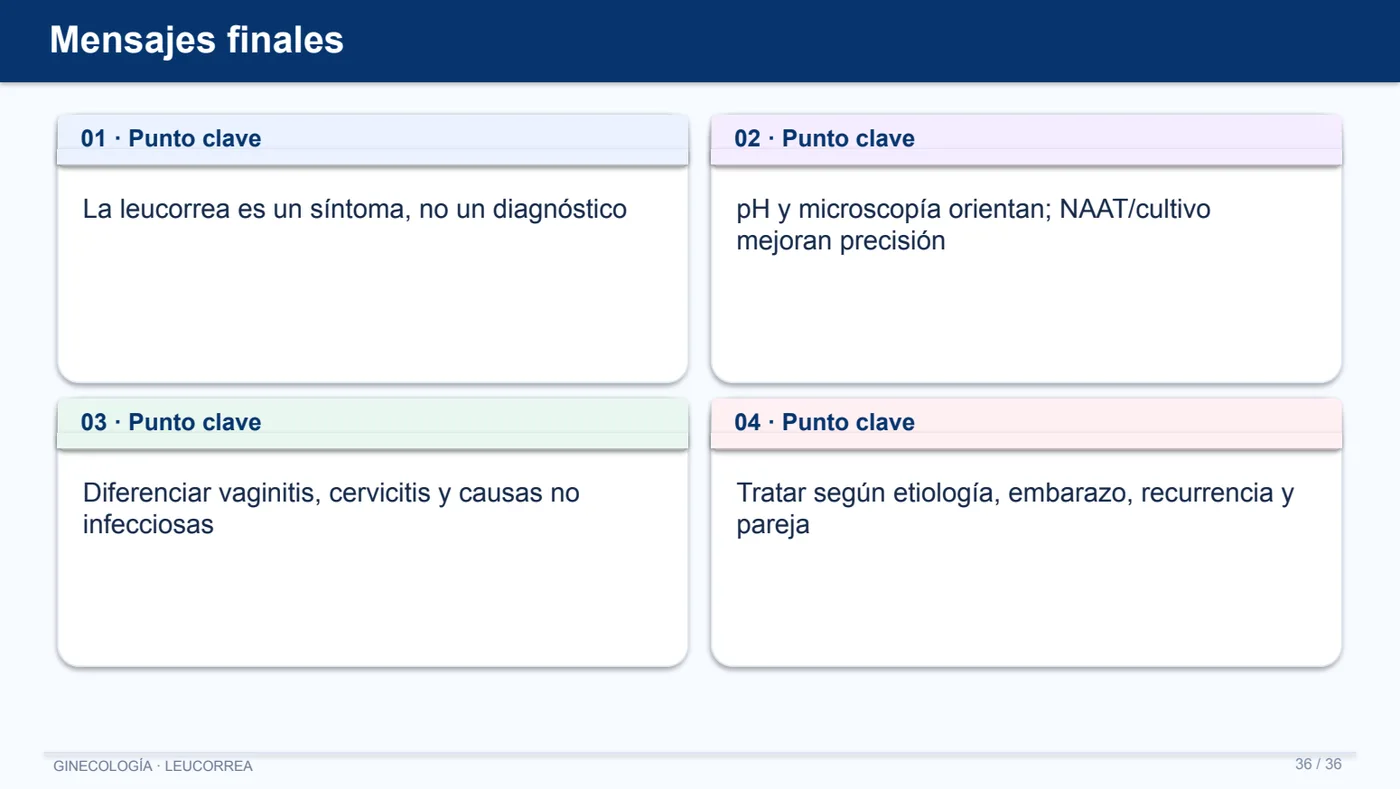 Mensajes finales
01 · Punto clave
La leucorrea es un síntoma, no un diagnóstico
02 · Punto clave
pH y microscopía orientan; NAAT/cultivo
mejoran precisión
03 · Punto clave
Diferenciar vaginitis, cervicitis y causas no
infecciosas
04 · Punto clave
Tratar según etiología, embarazo, recurrencia y
pareja
GINECOLOGÍA · LEUCORREA
36 / 36